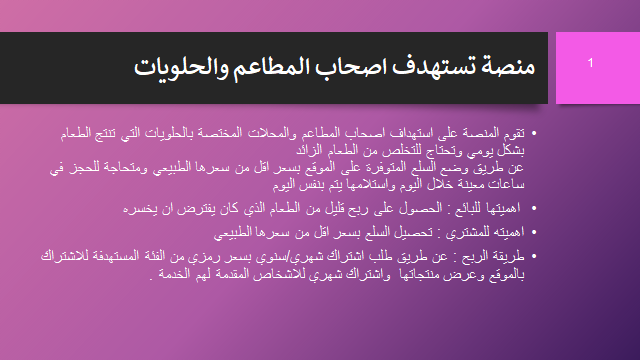 منصة تستهدف اصحاب المطاعم والحلويات
1
• تقوم المنصة على استهداف اصحاب المطاعم والمحلات المختصة بالحلويات التي تنتج الطعام
بشكل يومي وتحتاج للتخلص من الطعام الزائد
عن طريق وضع السلع المتوفرة على الموقع بسعر اقل من سعرها الطبيعي ومتحاجة للحجز في
ساعات معينة خلال اليوم واستلامها يتم بنفس اليوم
• اهميتها للبائع : الحصول على ربح قليل من الطعام الذي كان يفترض ان يخسره
• اهميته للمشتري : تحصيل السلع بسعر اقل من سعرها الطبيعي
• طريقة الربح : عن طريق طلب اشتراك شهري/سنوي بسعر رمزي من الفئة المستهدفة للاشتراك
بالموقع وعرض منتجاتها واشتراك شهري للاشخاص المقدمة لهم الخدمة .